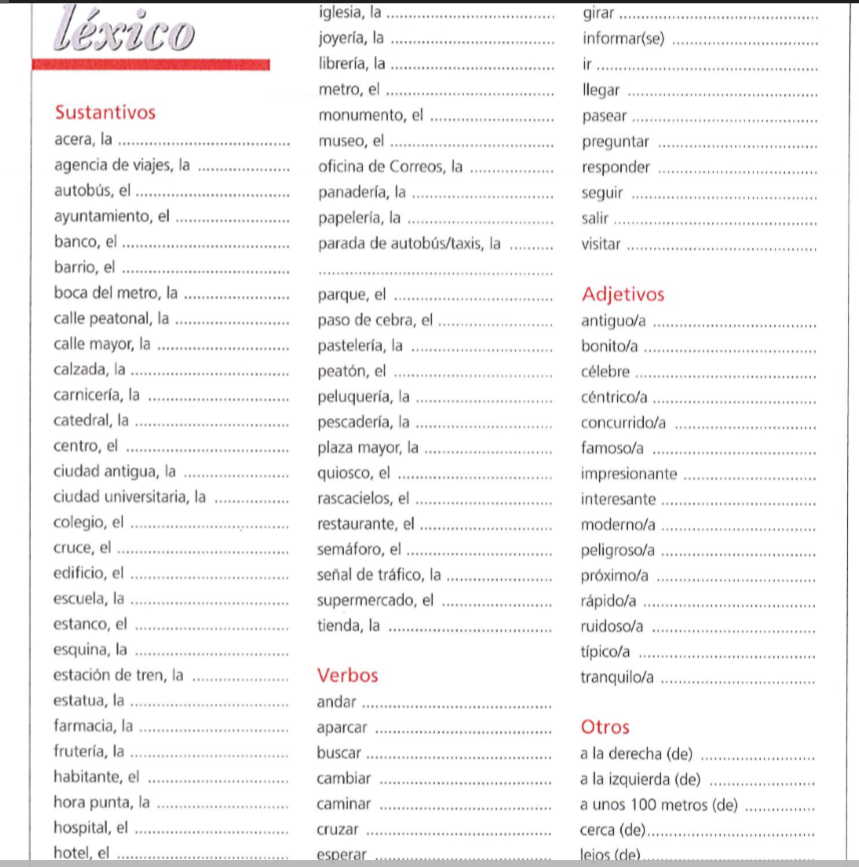 léxico
Sustantivos
acera, la
agencia de viajes, la
autobús, el
ayuntamiento, el
banco, el
barrio, el
boca del metro, la
calle peatonal, la
calle mayor, la
calzada, la
carnicería, la
catedral, la
centro, el
ciudad antigua, la
ciudad universitaria, la
colegio, el
cruce, el
edificio, el
escuela, la
estanco, el
esquina, la
estación de tren, la
estatua, la
farmacia, la
frutería, la
habitante, el
hora punta, la
hospital, el
hotel, el
iglesia, la
joyería, la
librería, la
metro, el
monumento, el
museo, el
oficina de Correos, la
panadería, la
papelería, la
parada de autobús/taxis, la
parque, el
paso de cebra, el
pastelería, la
peatón, el
peluquería, la
pescadería, la
plaza mayor, la
quiosco, el
rascacielos, el
restaurante, el
semáforo, el
señal de tráfico, la
supermercado, el
tienda, la
Verbos
andar
aparcar
buscar
cambiar
caminar
cruzar
esperar
girar
informar(se)
ir
llegar
pasear
preguntar
responder
seguir
salir
visitar
Adjetivos
antiguo/a
bonito/a
célebre
céntrico/a
concurrido/a
famoso/a
impresionante
interesante
moderno/a
peligroso/a
próximo/a
rápido/a
ruidoso/a
típico/a
tranquilo/a
Otros
a la derecha (de)
a la izquierda (de)
a unos 100 metros (de)
cerca (de)
lejos (de)